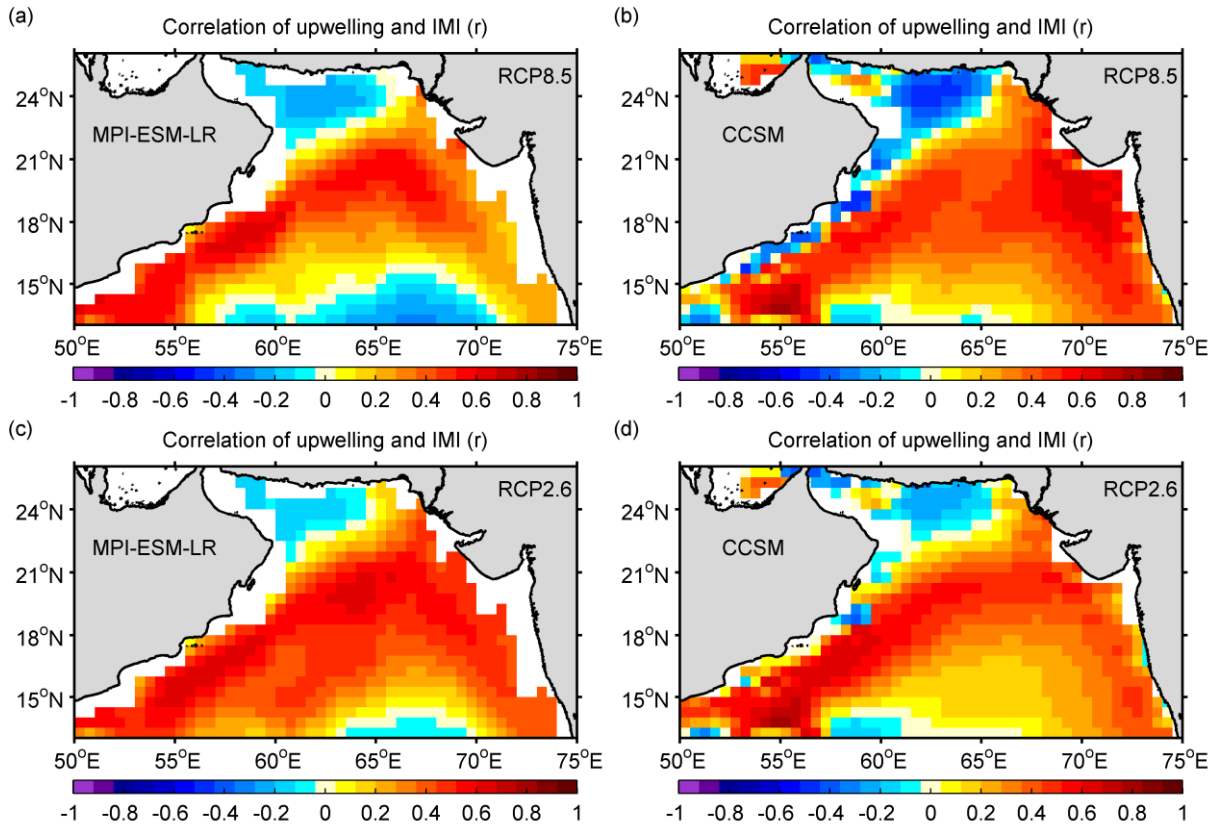 (a)
Correlation of upwelling and IMI (r)
RCP8.5
24°N
MPI-ESM-LR
21°N
18°N
15°N
50°E 55°E 60°E 65°E 70°E 75°E
-1 -0.8 -0.6 -0.4 -0.2 0 0.2 0.4 0.6 0.8 1
(b)
Correlation of upwelling and IMI (r)
RCP8.5
24°N
CCSM
21°N
18°N
15°N
50°E 55°E 60°E 65°E 70°E 75°E
-1 -0.8 -0.6 -0.4 -0.2 0 0.2 0.4 0.6 0.8 1
(c)
Correlation of upwelling and IMI (r)
RCP2.6
24°N
MPI-ESM-LR
21°N
18°N
15°N
50°E 55°E 60°E 65°E 70°E 75°E
-1 -0.8 -0.6 -0.4 -0.2 0 0.2 0.4 0.6 0.8 1
(d)
Correlation of upwelling and IMI (r)
RCP2.6
24°N
CCSM
21°N
18°N
15°N
50°E 55°E 60°E 65°E 70°E 75°E
-1 -0.8 -0.6 -0.4 -0.2 0 0.2 0.4 0.6 0.8 1